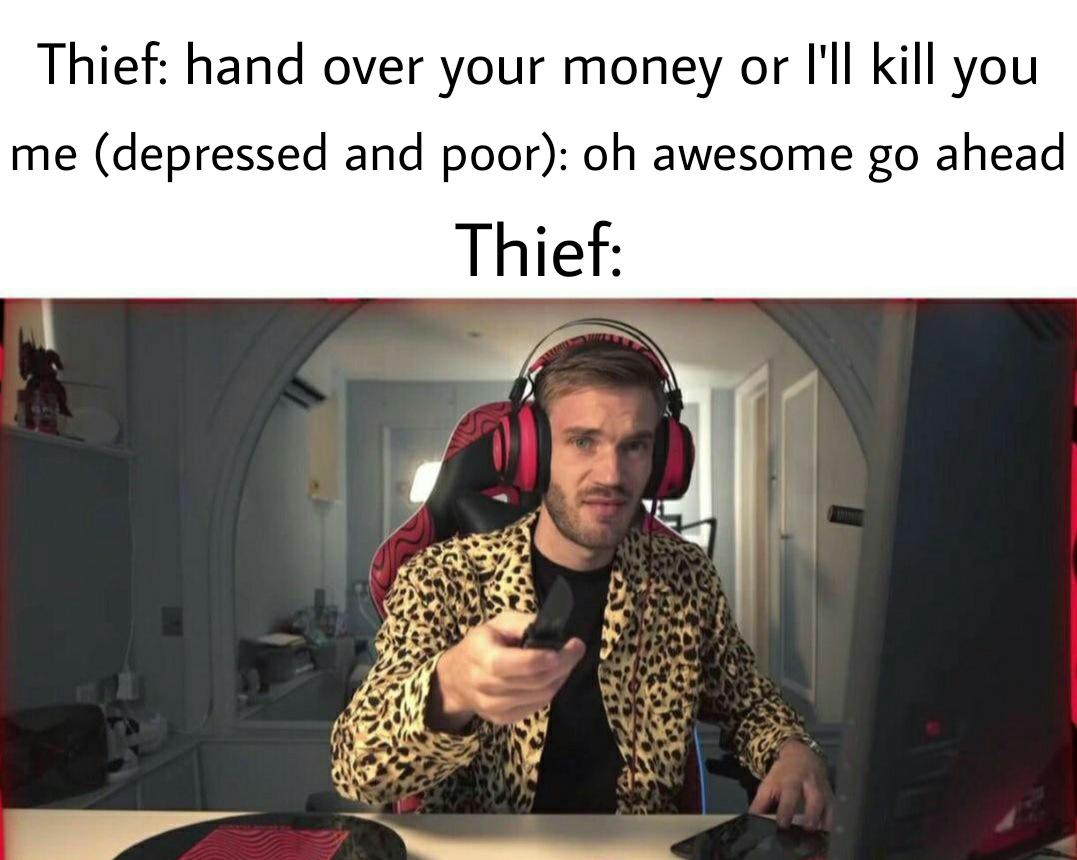 Thief: hand over your money or I'll kill you
me (depressed and poor): oh awesome go ahead
Thief: